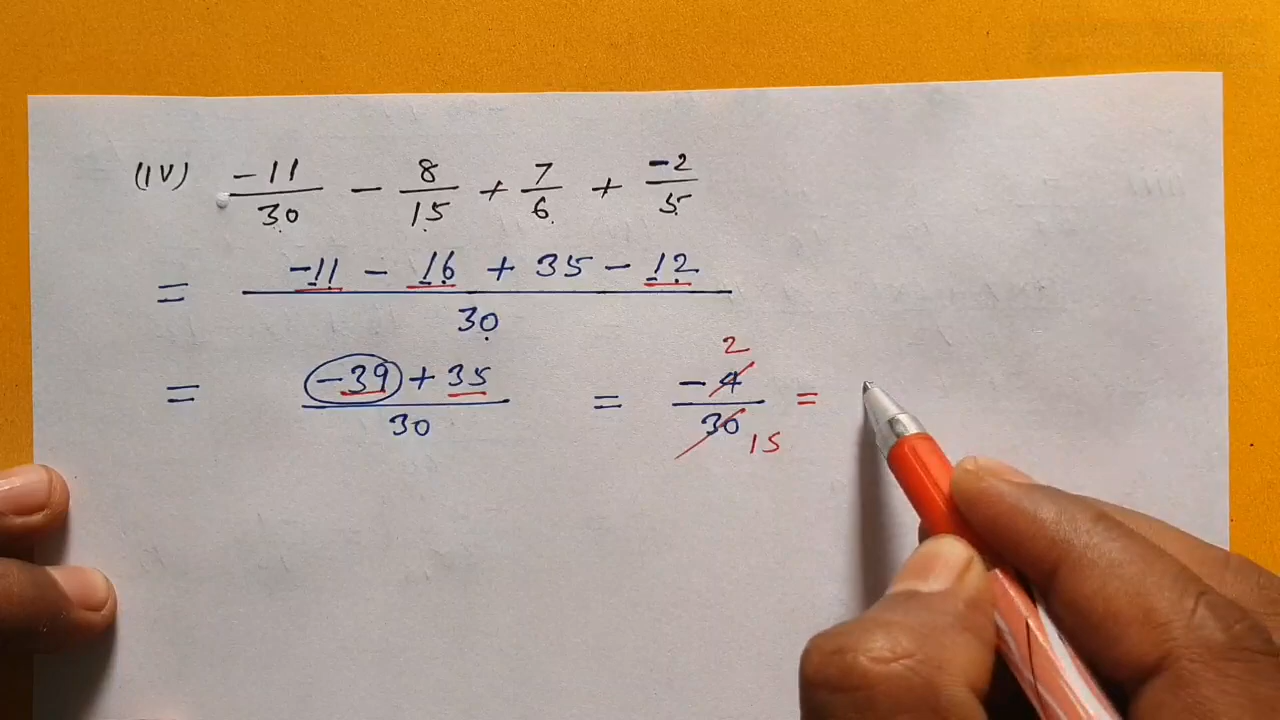 (IV) -11/30 - 8/15 + 7/6 + -2/5
= -11 - 16 + 35 - 12 / 30
= -39 + 35 / 30 = -4/30 2 15 =